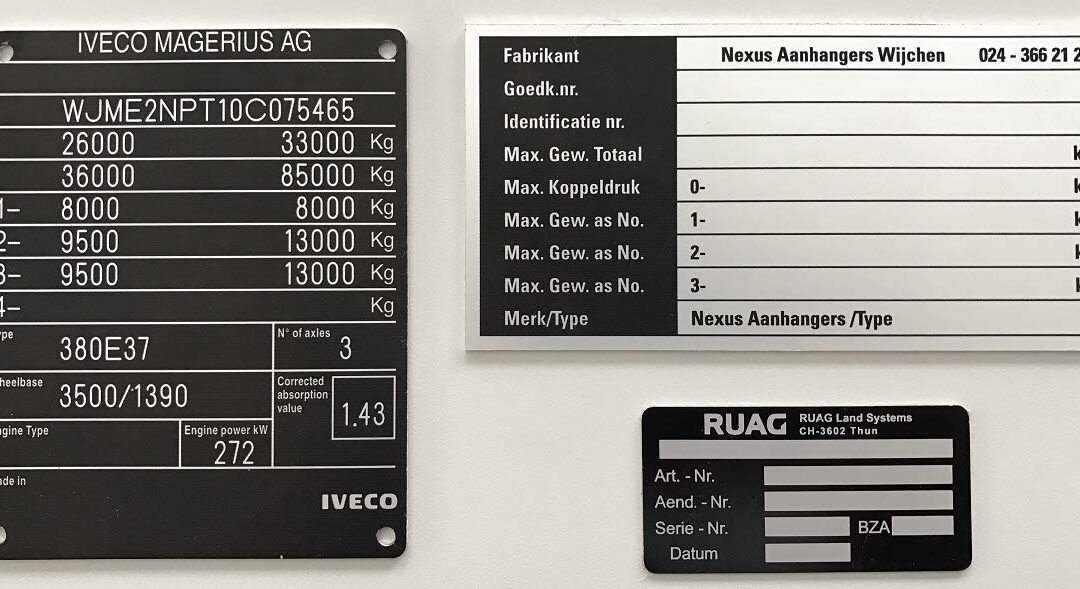 IVECO MAGERIUS AG
WJME2NPT10C075465
26000 33000 Kg
36000 85000 Kg
1– 8000 8000 Kg
2– 9500 13000 Kg
3– 9500 13000 Kg
4– Kg
380E37
N° of axles
3
3500/1390
Corrected
absorption
value
1.43
Engine power kW
272
IVECO
Fabrikant Nexus Aanhangers Wijchen 024 - 366 21 2
Goedk.nr.
Identificatie nr.
Max. Gew. Totaal k
Max. Koppeldruk 0- k
Max. Gew. as No. 1- k
Max. Gew. as No. 2- k
Max. Gew. as No. 3- k
Merk/Type Nexus Aanhangers /Type
RUAG RUAG Land Systems
CH-3602 Thun
Art. - Nr.
Aend. - Nr.
Serie - Nr. BZA
Datum